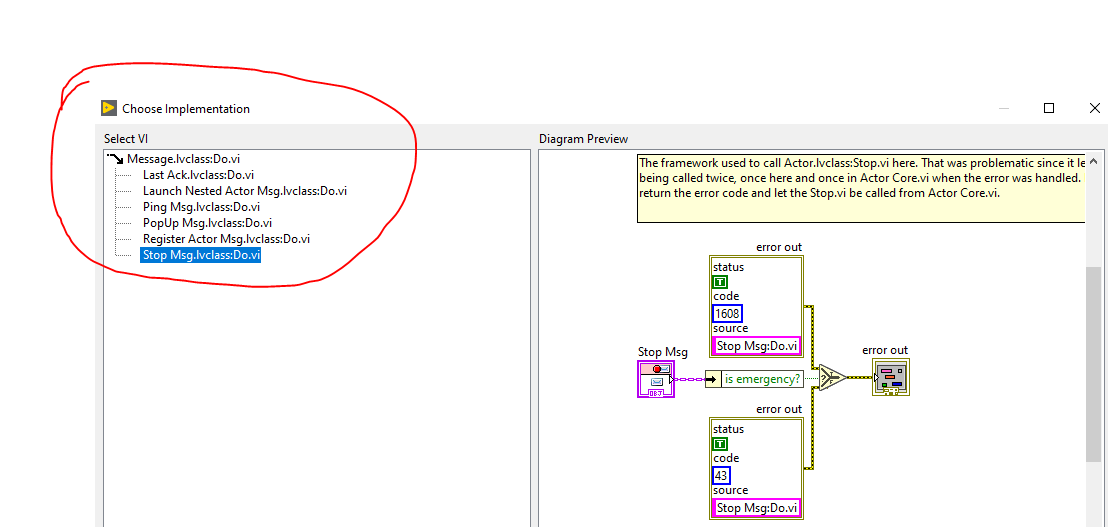 Choose Implementation
Select VI
Message.lvclass:Do.vi
Last Ack.lvclass:Do.vi
Launch Nested Actor Msg.lvclass:Do.vi
Ping Msg.lvclass:Do.vi
PopUp Msg.lvclass:Do.vi
Register Actor Msg.lvclass:Do.vi
Stop Msg.lvclass:Do.vi
Diagram Preview
The framework used to call Actor.lvclass:Stop.vi here. That was problematic since it le
being called twice, once here and once in Actor Core.vi when the error was handled.
return the error code and let the Stop.vi be called from Actor Core.vi.
error out
status
T
code
1608
source
Stop Msg:Do.vi
Stop Msg
OBJ
is emergency?
?
T
F
error out
error out
status
T
code
43
source
Stop Msg:Do.vi